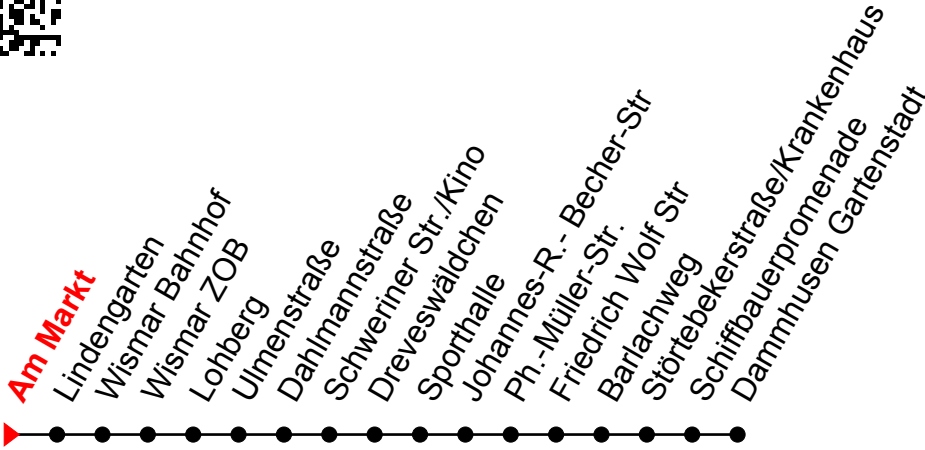 Am Markt
Lindengarten
Wismar Bahnhof
Wismar ZOB
Lohberg
Ulmenstraße
Dahlmannstraße
Schweriner Str./Kino
Dreveswäldchen
Sporthalle
Johannes-R.- Becher-Str
Ph.-Müller-Str.
Friedrich Wolf Str
Barlachweg
Störtebekerstraße/Krankenhaus
Schiffbauerpromenade
Dammhusen Gartenstadt